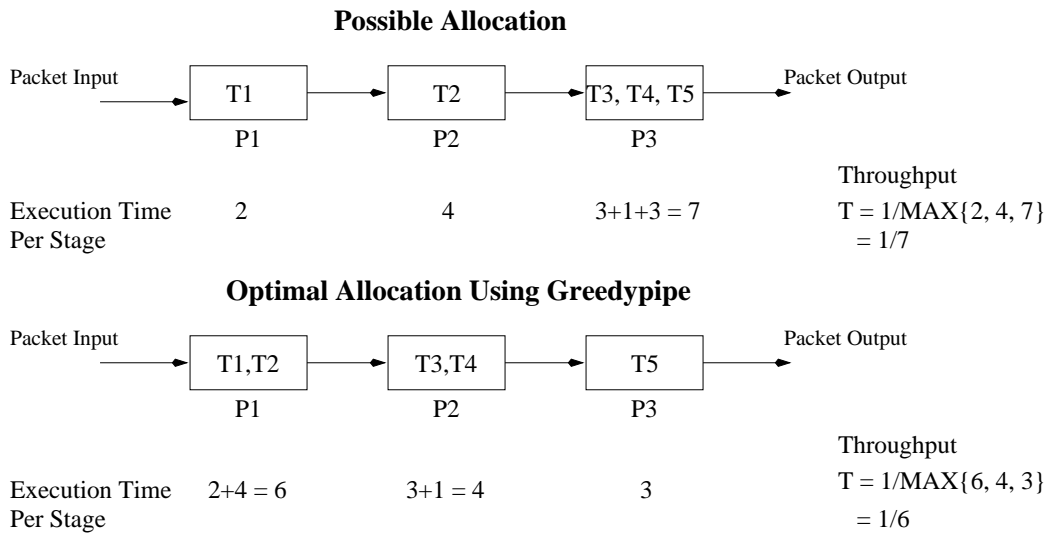 Possible Allocation
Packet Input
Packet Output
T1
T2
T3, T4, T5
P1
P2
P3
Throughput
Execution Time
Per Stage
2
4
3+1+3 = 7
T = 1/MAX{2, 4, 7}
= 1/7
Optimal Allocation Using Greedypipe
Packet Input
Packet Output
T1,T2
T3,T4
T5
P1
P2
P3
Throughput
Execution Time
Per Stage
2+4 = 6
3+1 = 4
3
T = 1/MAX{6, 4, 3}
= 1/6